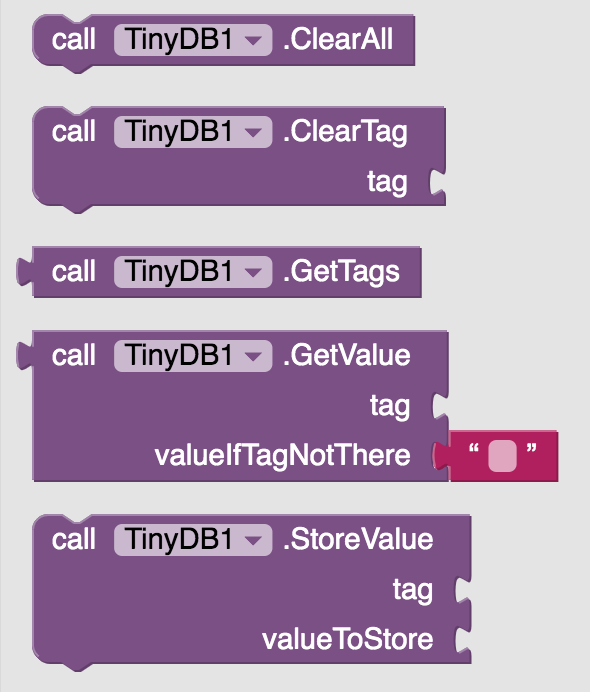 call TinyDB1 .ClearAll
call TinyDB1 .ClearTag
tag
call TinyDB1 .GetTags
call TinyDB1 .GetValue
tag
valueIfTagNotThere “ ”
call TinyDB1 .StoreValue
tag
valueToStore